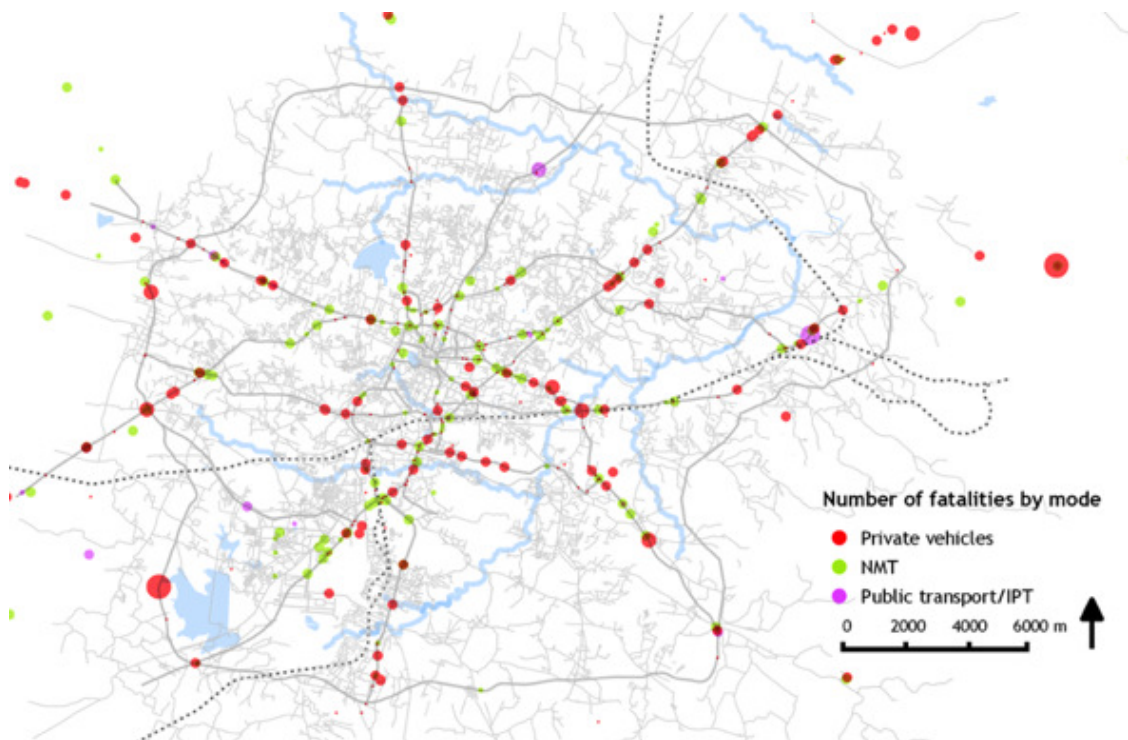 Number of fatalities by mode
Private vehicles
NMT
Public transport/IPT
0 2000 4000 6000 m